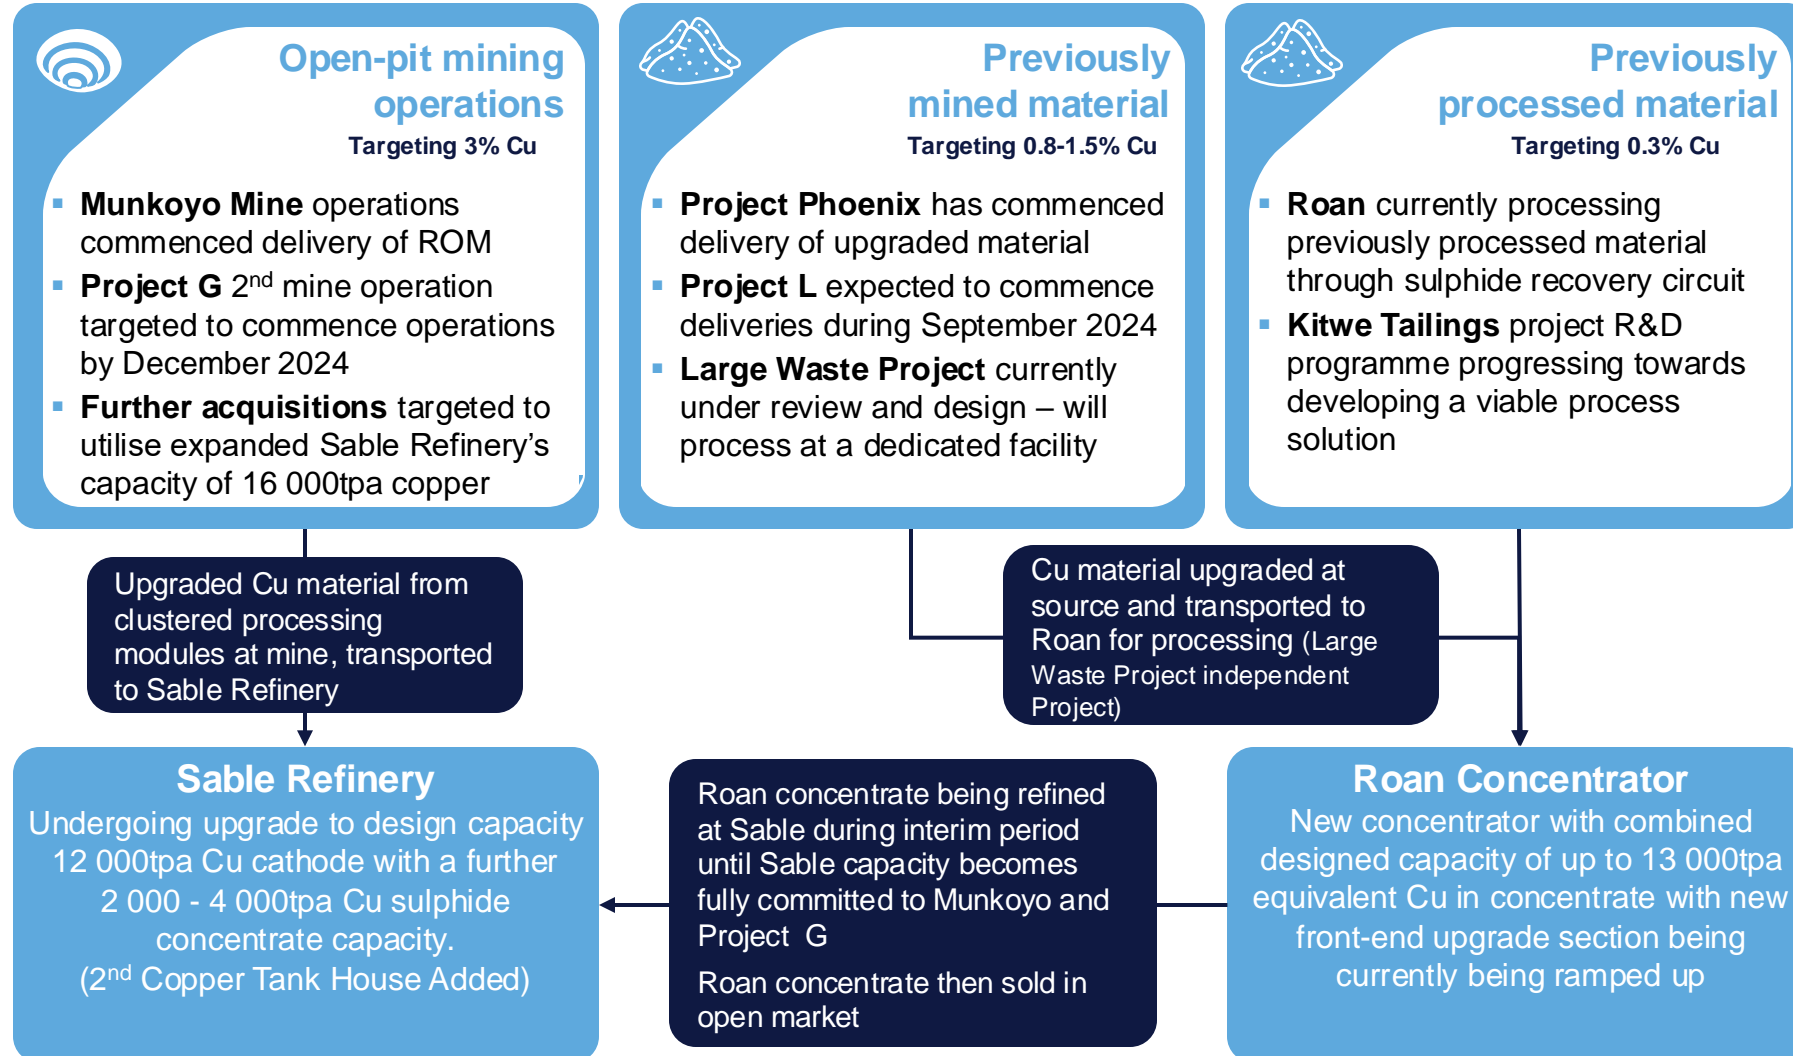 Open-pit mining
operations
Targeting 3% Cu
▪ Munkoyo Mine operations
commenced delivery of ROM
▪ Project G 2nd mine operation
targeted to commence operations
by December 2024
▪ Further acquisitions targeted to
utilise expanded Sable Refinery's
capacity of 16 000tpa copper
Previously
mined material
Targeting 0.8-1.5% Cu
▪ Project Phoenix has commenced
delivery of upgraded material
▪ Project L expected to commence
deliveries during September 2024
▪ Large Waste Project currently
under review and design – will
process at a dedicated facility
Previously
processed material
Targeting 0.3% Cu
▪ Roan currently processing
previously processed material
through sulphide recovery circuit
▪ Kitwe Tailings project R&D
programme progressing towards
developing a viable process
solution
Upgraded Cu material from
clustered processing
modules at mine, transported
to Sable Refinery
Cu material upgraded at
source and transported to
Roan for processing (Large
Waste Project independent
Project)
Sable Refinery
Undergoing upgrade to design capacity
12 000tpa Cu cathode with a further
2 000 - 4 000tpa Cu sulphide
concentrate capacity.
(2nd Copper Tank House Added)
Roan concentrate being refined
at Sable during interim period
until Sable capacity becomes
fully committed to Munkoyo and
Project G
Roan concentrate then sold in
open market
Roan Concentrator
New concentrator with combined
designed capacity of up to 13 000tpa
equivalent Cu in concentrate with new
front-end upgrade section being
currently being ramped up